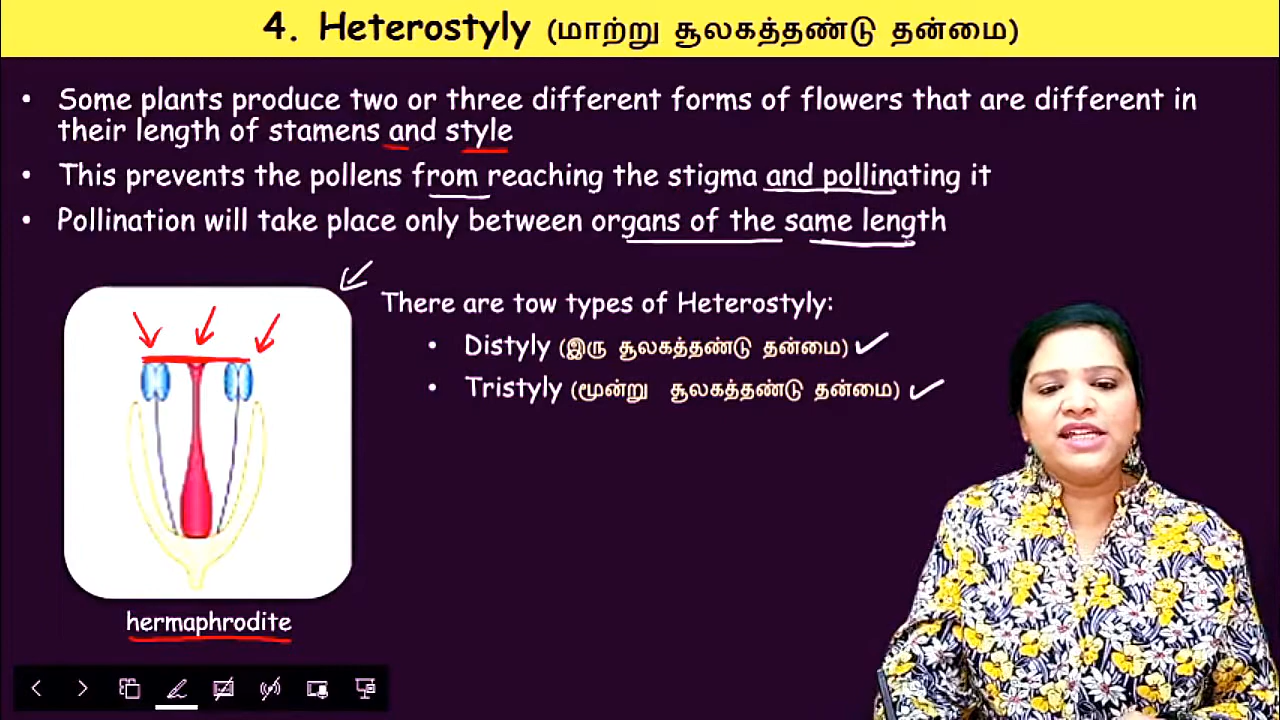 4. Heterostyly (மாற்று சூலகத்தண்டு தன்மை)
• Some plants produce two or three different forms of flowers that are different in
their length of stamens and style
• This prevents the pollens from reaching the stigma and pollinating it
• Pollination will take place only between organs of the same length
There are tow types of Heterostyly:
• Distyly (இரு சூலகத்தண்டு தன்மை)
• Tristyly (மூன்று சூலகத்தண்டு தன்மை)
hermaphrodite